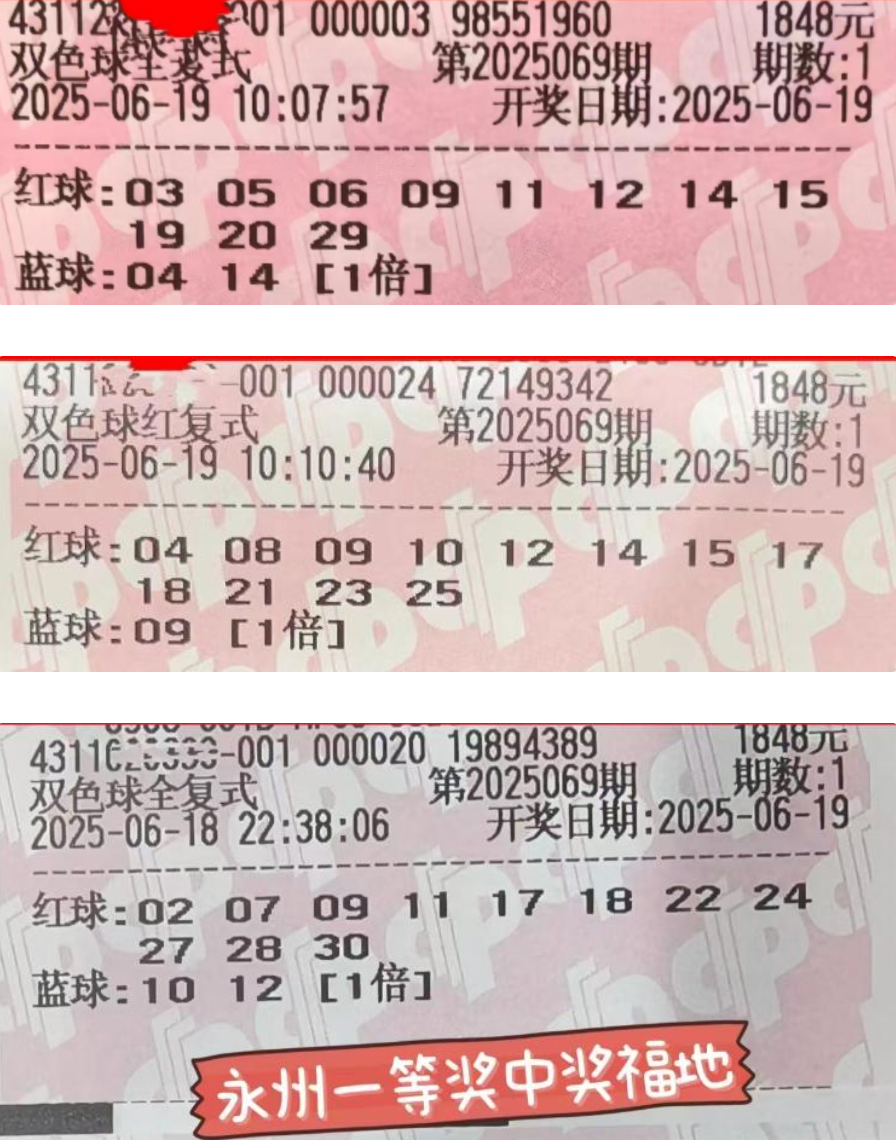 01 000003 98551960 1848元
双色球全复式 第2025069期 期数:1
2025-06-19 10:07:57 开奖日期:2025-06-19
红球:03 05 06 09 11 12 14 15
19 20 29
蓝球:04 14 [1倍]
-001 000024 72149342 1848元
双色球红复式 第2025069期 期数:1
2025-06-19 10:10:40 开奖日期:2025-06-19
红球:04 08 09 10 12 14 15 17
18 21 23 25
蓝球:09 [1倍]
-001 000020 19894389 1848元
双色球全复式 第2025069期 期数:1
2025-06-18 22:38:06 开奖日期:2025-06-19
红球:02 07 09 11 17 18 22 24
27 28 30
蓝球:10 12 [1倍]
永州一等奖中奖福地